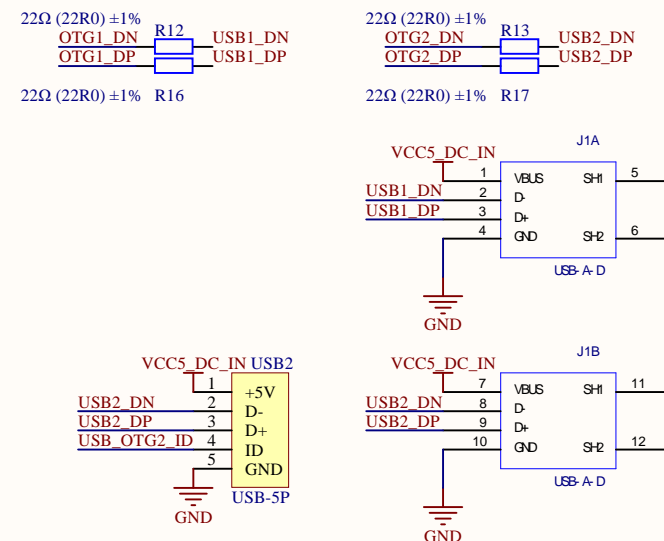 22Ω (22R0) ±1%
R12
OTG1_DN
USB1_DN
OTG1_DP
USB1_DP
22Ω (22R0) ±1% R16
22Ω (22R0) ±1%
R13
OTG2_DN
USB2_DN
OTG2_DP
USB2_DP
22Ω (22R0) ±1% R17
J1A
VCC5_DC_IN
1 VBUS SH1 5
USB1_DN 2 D-
USB1_DP 3 D+
4 GND SH2 6
USB-A-D
GND
VCC5_DC_IN USB2
1 +5V
USB2_DN 2 D-
USB2_DP 3 D+
USB_OTG2_ID 4 ID
5 GND
USB-5P
GND
J1B
VCC5_DC_IN
7 VBUS SH1 11
USB2_DN 8 D-
USB2_DP 9 D+
10 GND SH2 12
USB-A-D
GND